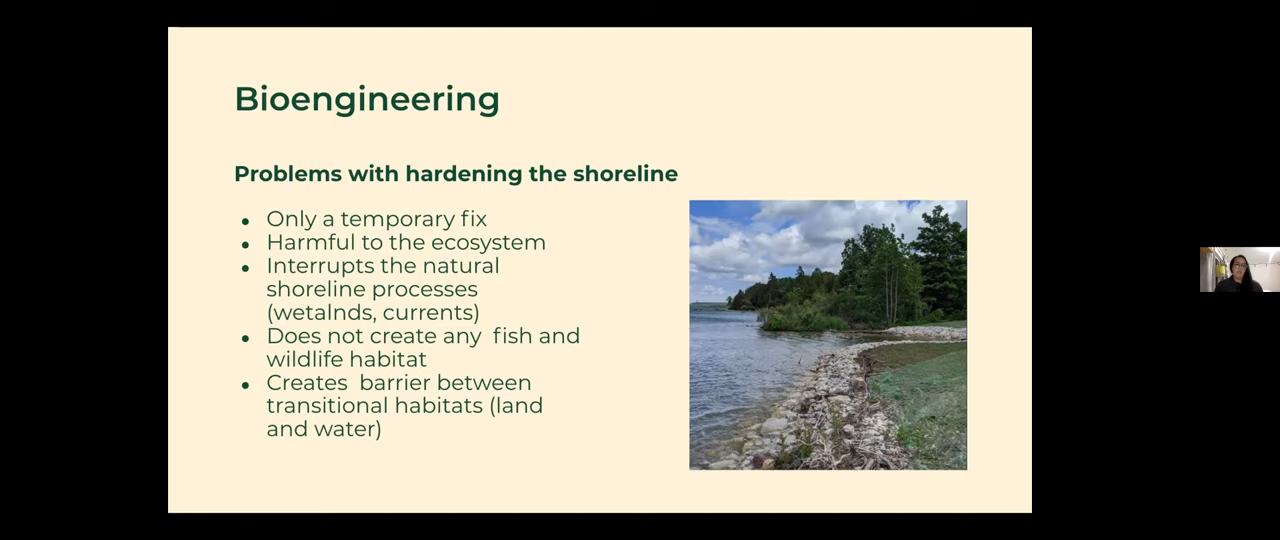 Bioengineering
Problems with hardening the shoreline
● Only a temporary fix
● Harmful to the ecosystem
● Interrupts the natural
shoreline processes
(wetalnds, currents)
● Does not create any  fish and
wildlife habitat
● Creates  barrier between
transitional habitats (land
and water)